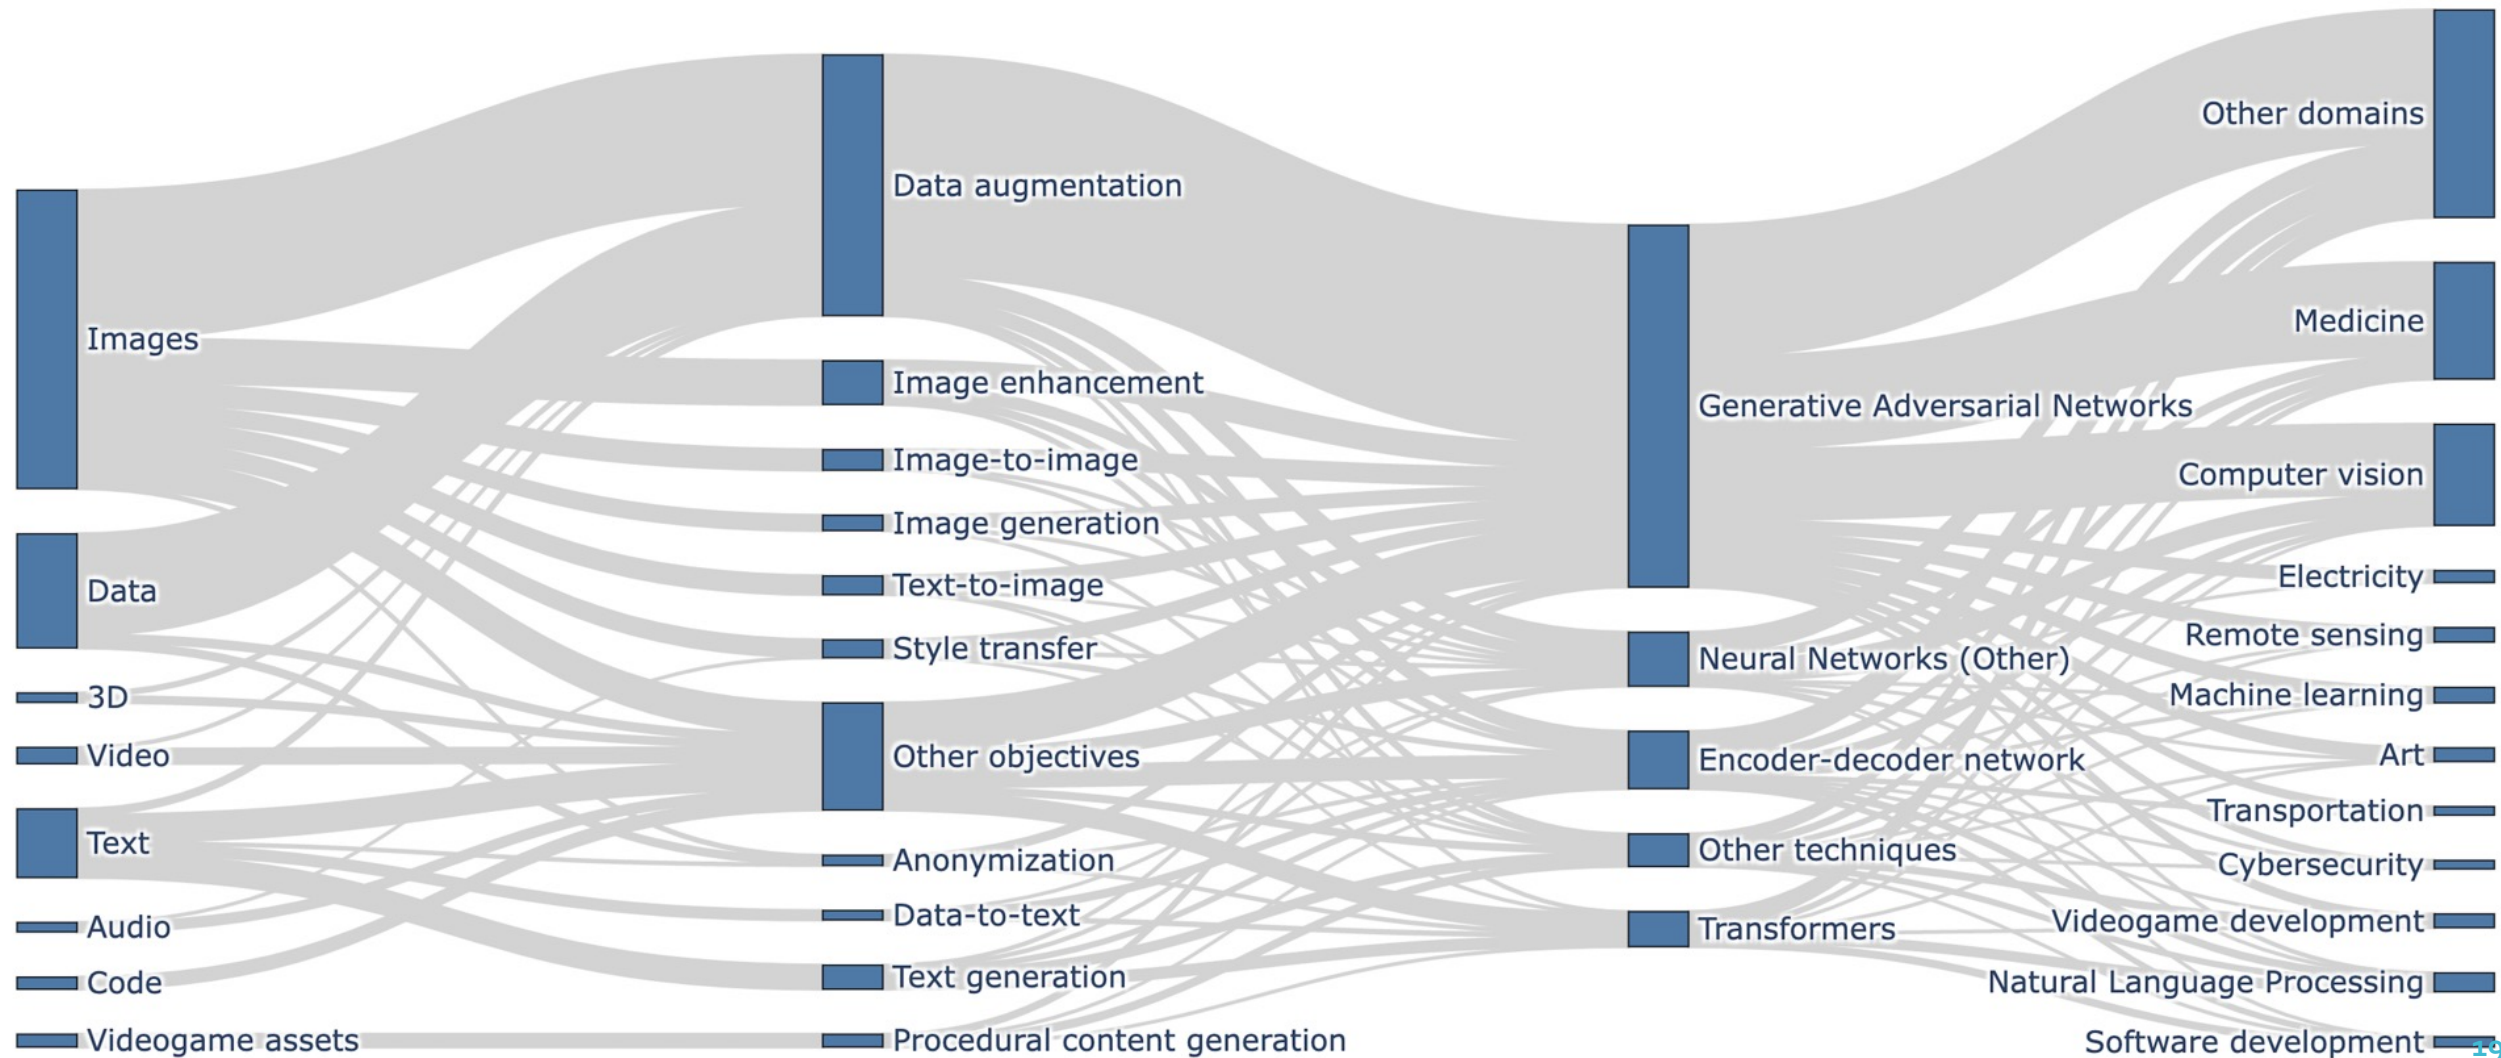 Images
Data
3D
Video
Text
Audio
Code
Videogame assets
Data augmentation
Image enhancement
Image-to-image
Image generation
Text-to-image
Style transfer
Other objectives
Anonymization
Data-to-text
Text generation
Procedural content generation
Generative Adversarial Networks
Neural Networks (Other)
Encoder-decoder network
Other techniques
Transformers
Other domains
Medicine
Computer vision
Electricity
Remote sensing
Machine learning
Art
Transportation
Cybersecurity
Videogame development
Natural Language Processing
Software development
19